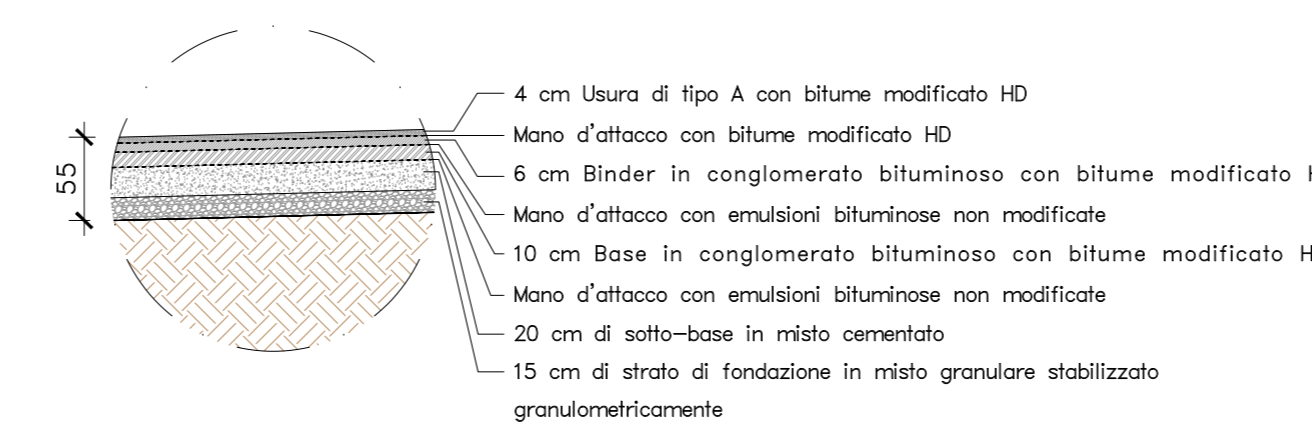 4 cm Usura di tipo A con bitume modificato HD
Mano d'attacco con bitume modificato HD
6 cm Binder in conglomerato bituminoso con bitume modificato
Mano d'attacco con emulsioni bituminose non modificate
10 cm Base in conglomerato bituminoso con bitume modificato
Mano d'attacco con emulsioni bituminose non modificate
20 cm di sotto-base in misto cementato
15 cm di strato di fondazione in misto granulare stabilizzato
granulometricamente
55